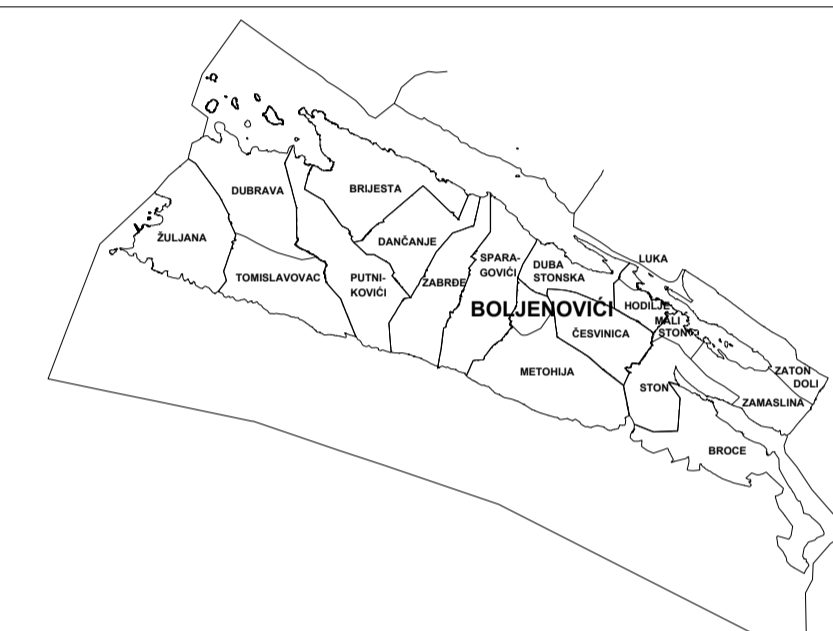 DUBRAVA
BRIJESTA
ŽULJANA
DANČANJE
TOMISLAVOVAC
PUTNI-
KOVIĆI
ZABRĐE
SPARA-
GOVIĆI
DUBA
STONSKA
LUKA
BOLJENOVIĆI
HODILJE
MALI
STON
ČESVINICA
METOHIJA
STON
ZATON
DOLI
ZAMASLINA
BROCE